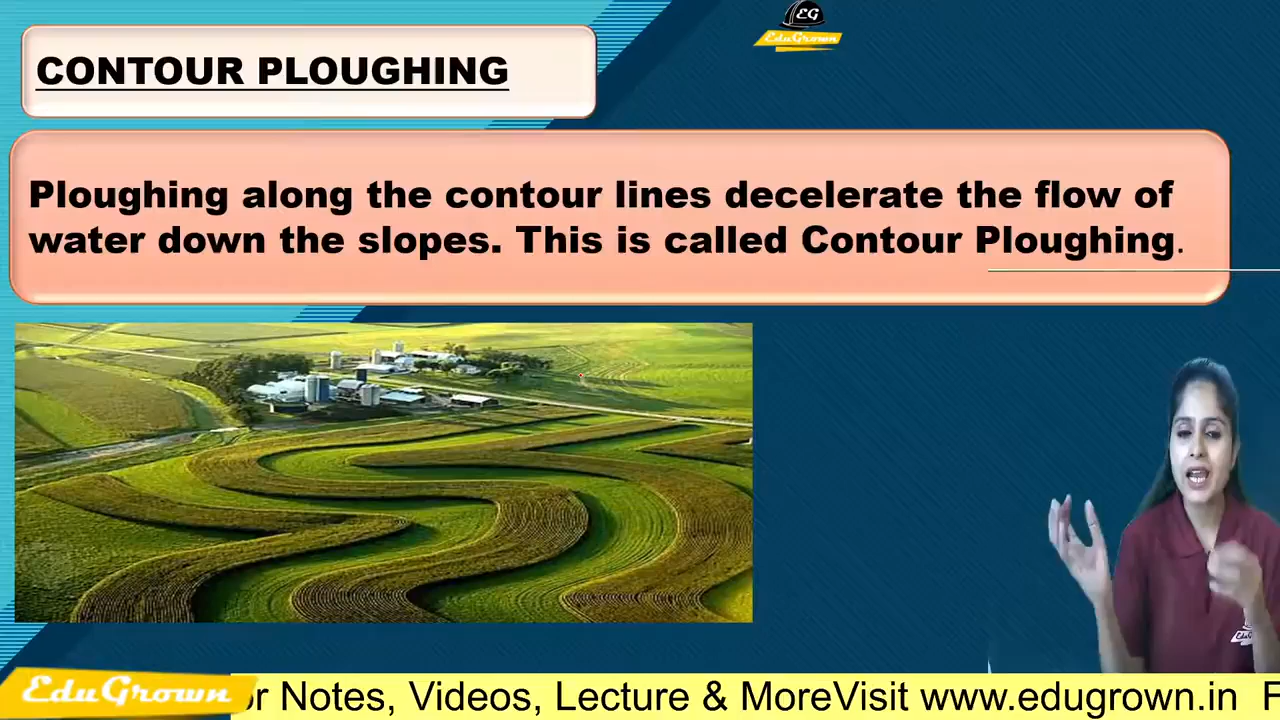 EG
EduGrown
CONTOUR PLOUGHING
Ploughing along the contour lines decelerate the flow of
water down the slopes. This is called Contour Ploughing.
EduGrown
or Notes, Videos, Lecture & MoreVisit www.edugrown.in F